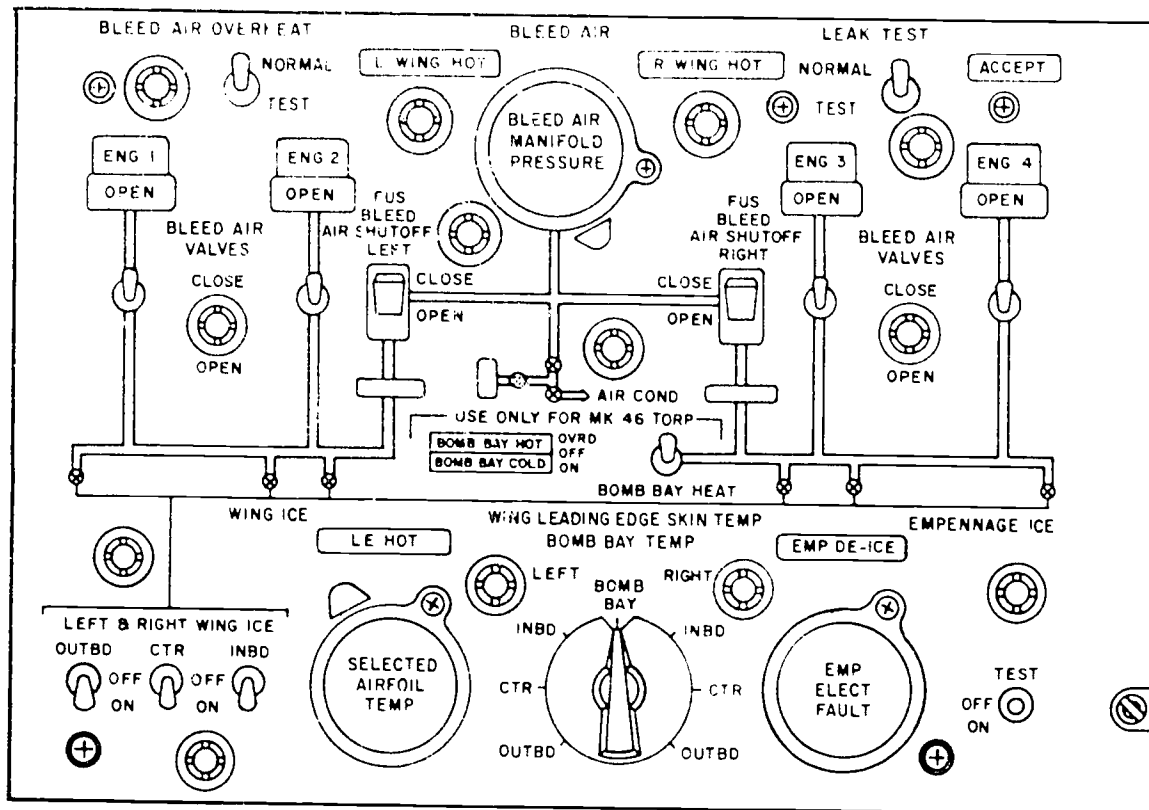 BLEED AIR OVERHEAT
NORMAL
TEST
L WING HOT
BLEED AIR
BLEED AIR
MANIFOLD
PRESSURE
R WING HOT
LEAK TEST
NORMAL
TEST
ACCEPT
ENG 1
OPEN
ENG 2
OPEN
ENG 3
OPEN
ENG 4
OPEN
BLEED AIR
VALVES
CLOSE
OPEN
FUS
BLEED
AIR SHUTOFF
LEFT
CLOSE
OPEN
FUS
BLEED
AIR SHUTOFF
RIGHT
CLOSE
OPEN
BLEED AIR
VALVES
CLOSE
OPEN
AIR COND
USE ONLY FOR MK 46 TORP
BOMB BAY HOT
BOMB BAY COLD
OVRD
OFF
ON
BOMB BAY HEAT
WING ICE
WING LEADING EDGE SKIN TEMP
BOMB BAY TEMP
EMPENNAGE ICE
LE HOT
EMP DE-ICE
LEFT
RIGHT
BOMB
BAY
INBD
CTR
OUTBD
INBD
CTR
OUTBD
LEFT & RIGHT WING ICE
OUTBD
OFF
ON
CTR
OFF
ON
INBD
SELECTED
AIRFOIL
TEMP
EMP
ELECT
FAULT
TEST
OFF
ON